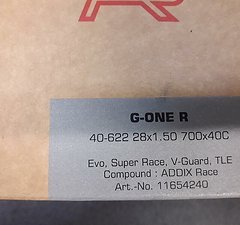 G-ONE R
40-622 28x1.50 700x40C
Evo, Super Race, V-Guard, TLE
Compound : ADDIX Race
Art.-No. 11654240